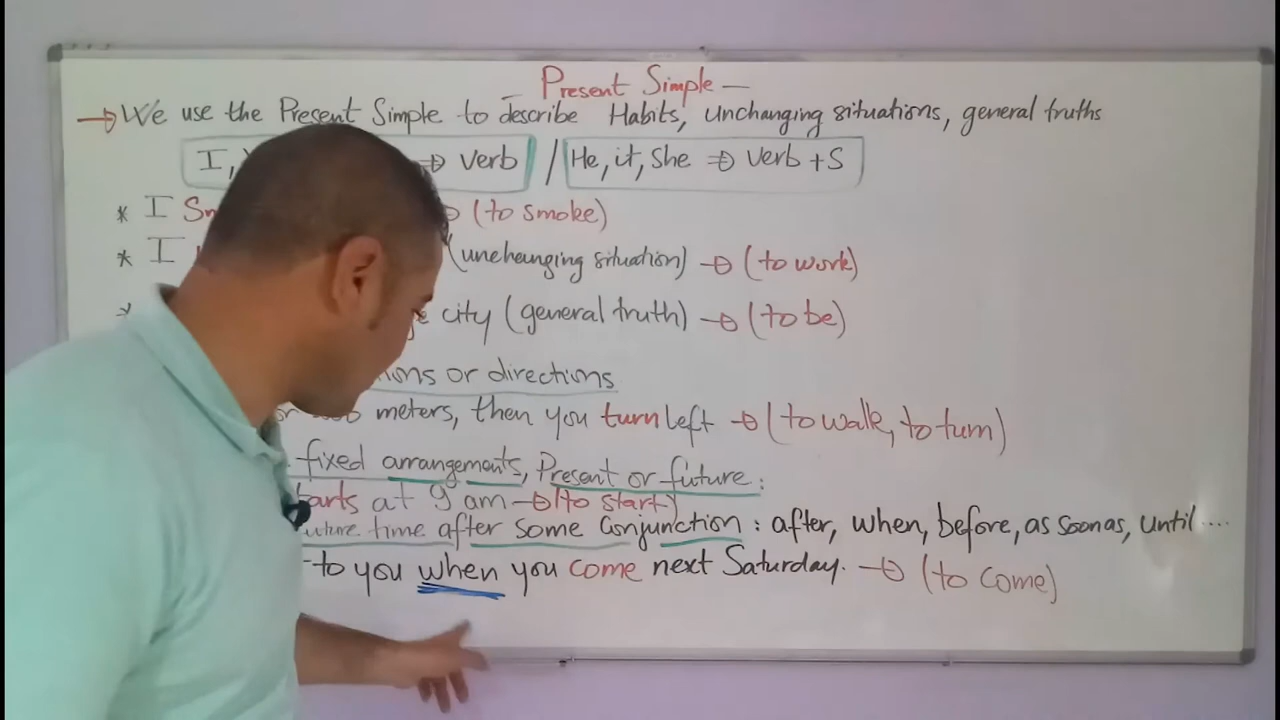 - Present Simple -
→ We use the Present Simple to describe Habits, unchanging situations, general truths
I, ⇒ verb / He, it, She ⇒ verb + S
* I → (to smoke)
* I (uncheunging situation) → (to work)
* city (general truth) → (to be)
or directions
meters, then you turn left → (to walk, to turn)
fixed arrangements, Present or future:
at 9 am → (to start)
time after some Conjunction : after, when, before, as soon as, until ....
to you when you come next Saturday. → (to come)